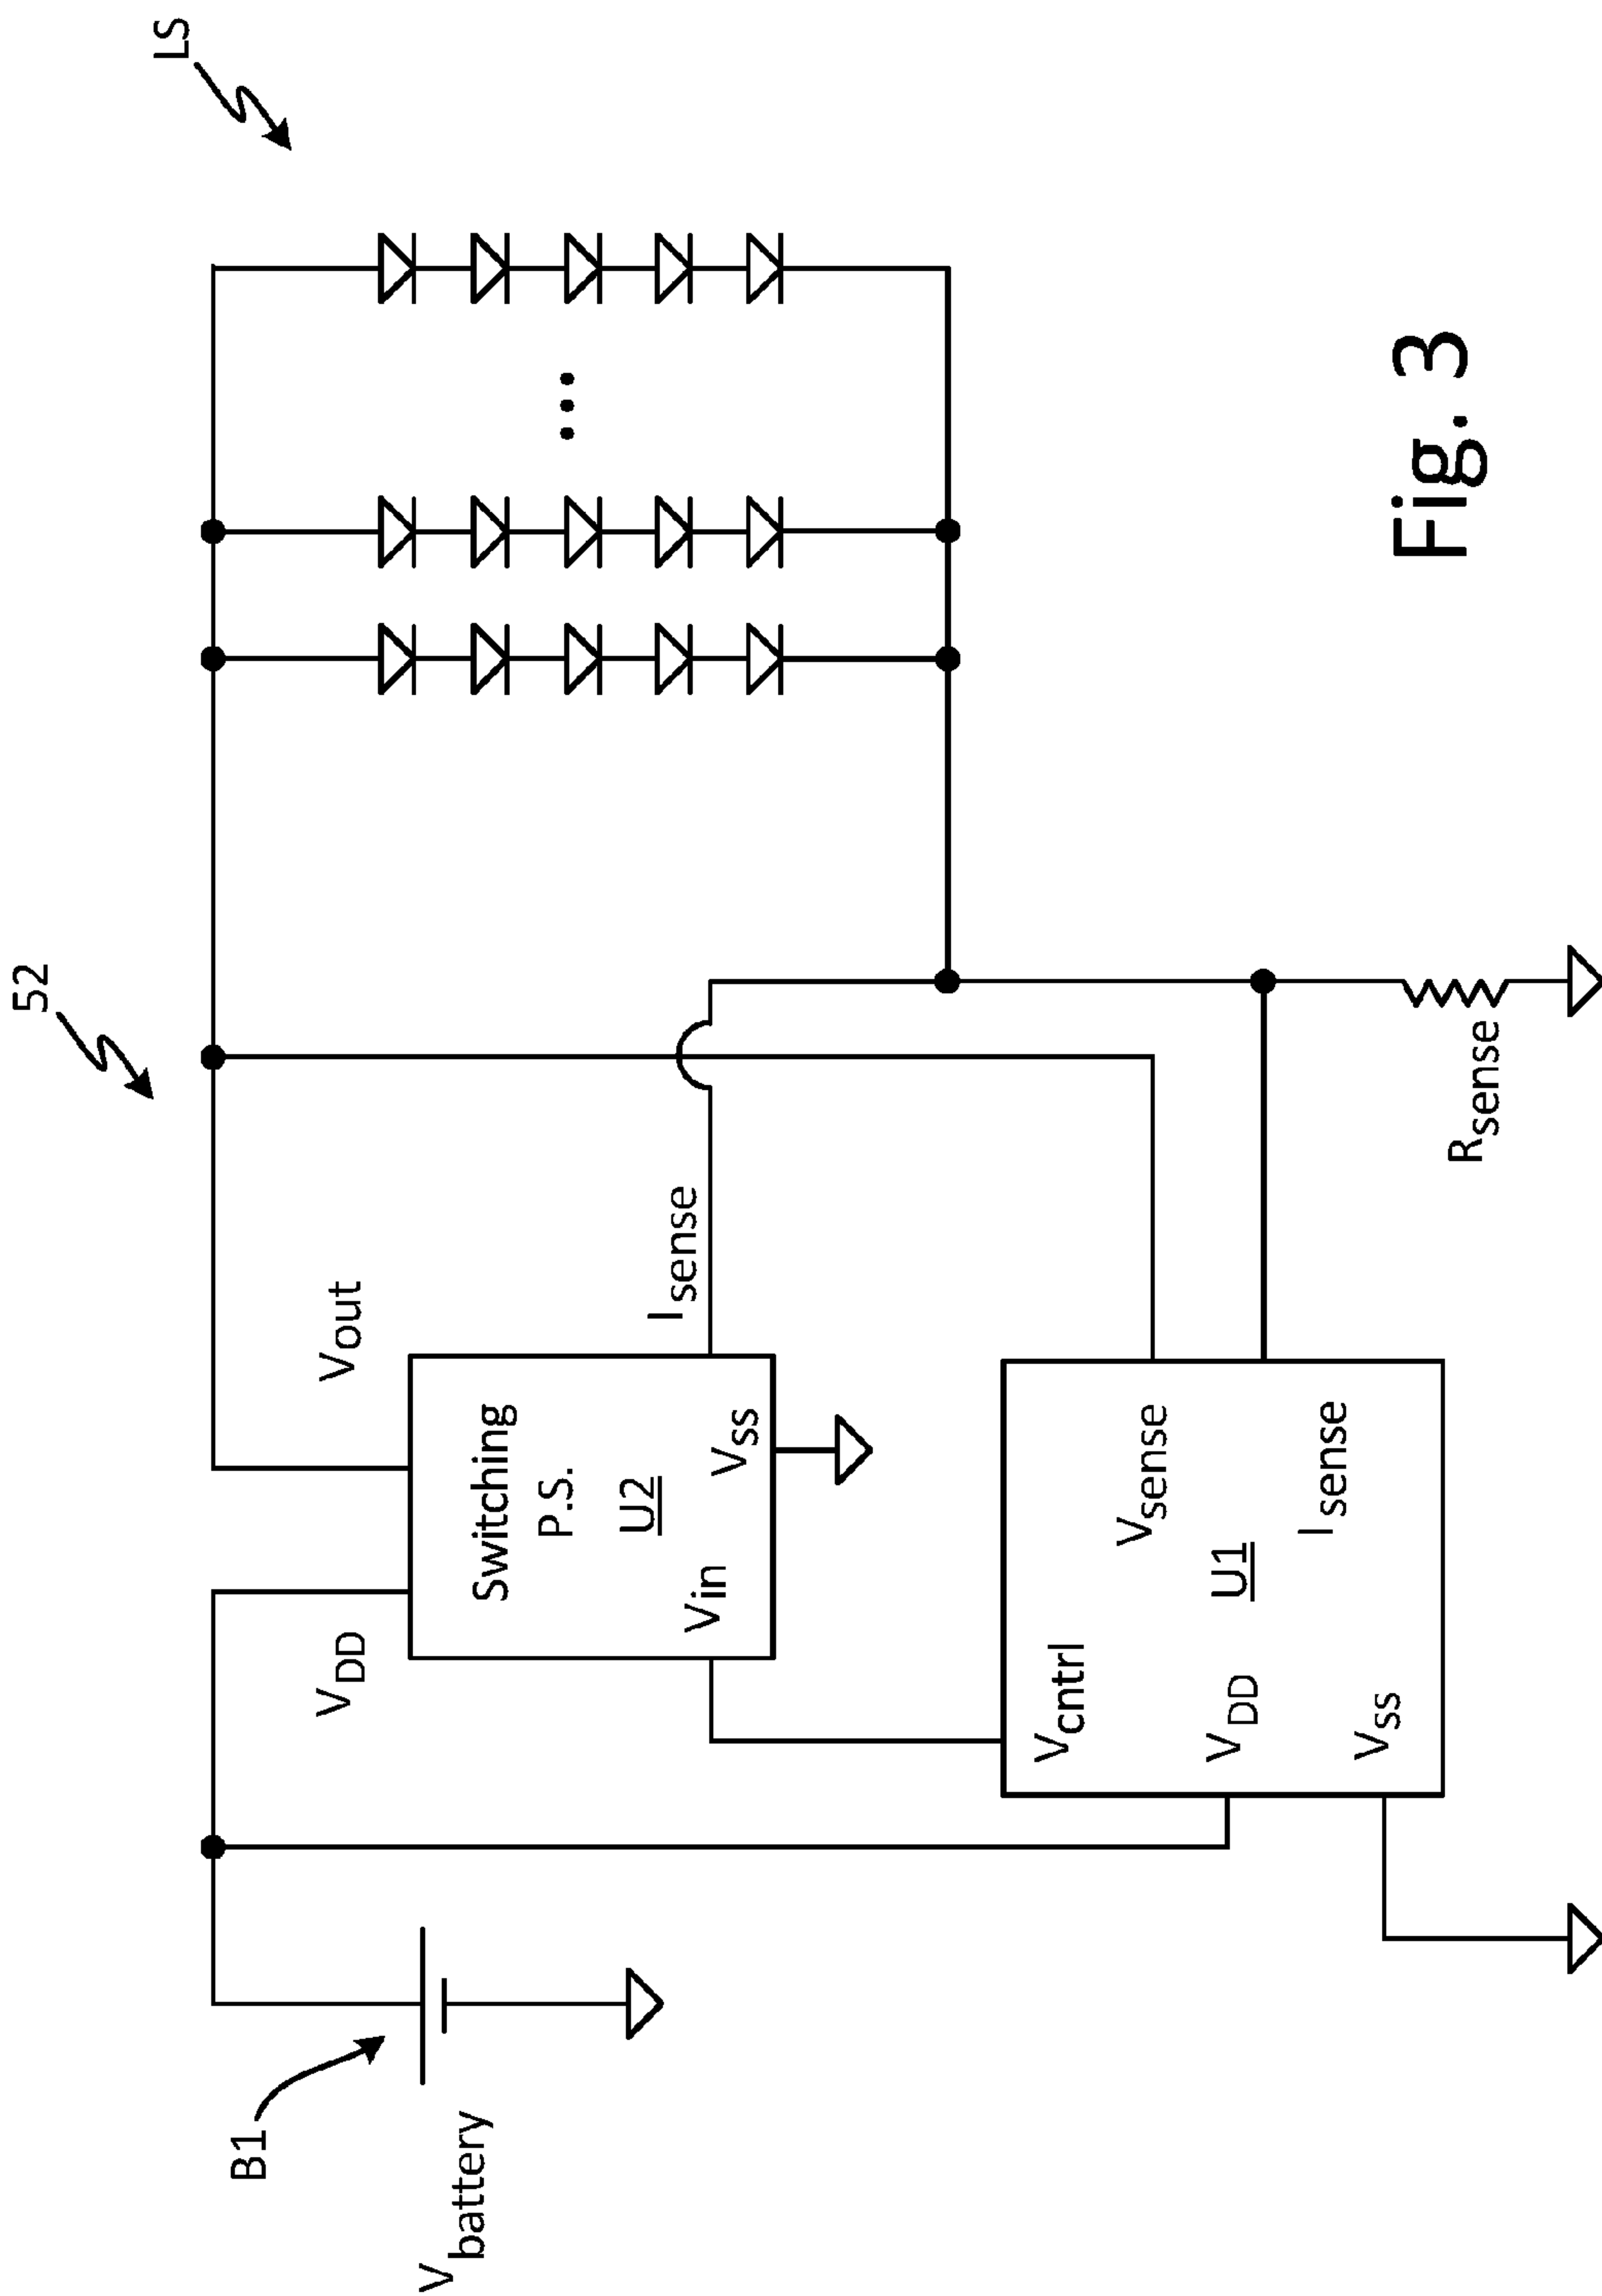 52
LS
B1
V battery
VDD
Vout
Switching
P.S.
U2
Vin
Vss
Isense
Vcntrl
Vsense
VDD
U1
Isense
Vss
Rsense
Fig. 3